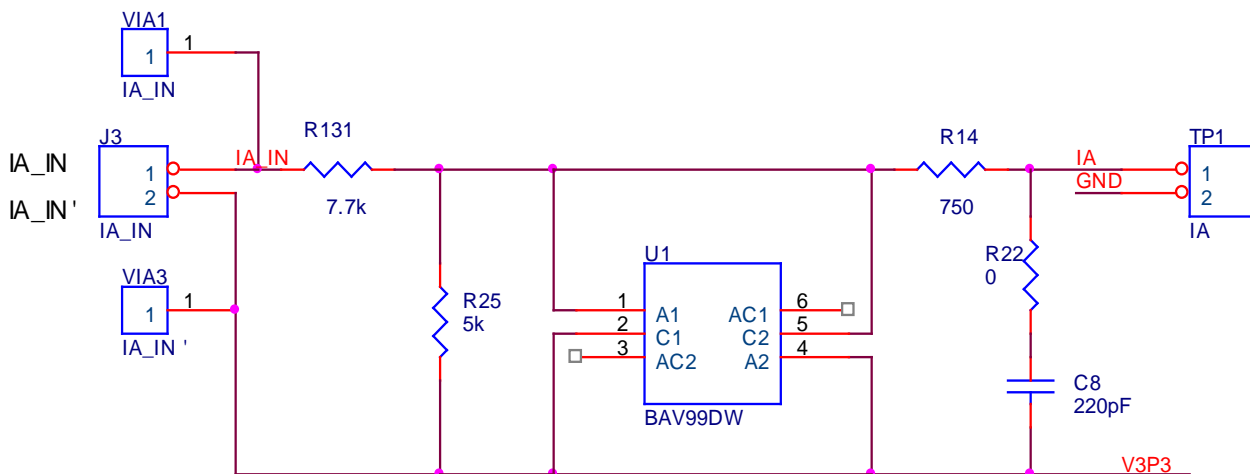 VIA1
1
1
IA_IN
J3
IA_IN
1
2
IA_IN'
IA_IN
IA_IN
R131
7.7k
VIA3
1
1
IA_IN'
R25
5k
U1
1
2
3
A1
C1
AC2
AC1
C2
A2
6
5
4
BAV99DW
R14
750
IA
GND
TP1
1
2
IA
R22
0
C8
220pF
V3P3